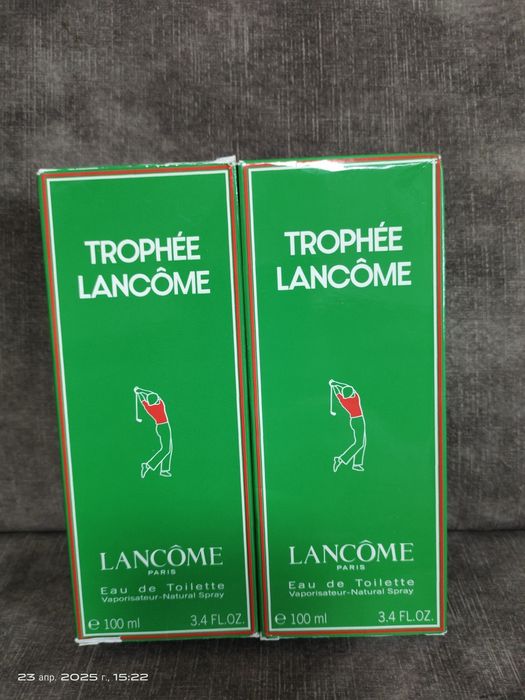 TROPHÉE
LANCÔME
LANCÔME
PARIS
Eau de Toilette
Vaporisateur-Natural Spray
e 100 ml 3.4 FL.OZ.
TROPHÉE
LANCÔME
LANCÔME
PARIS
Eau de Toilette
Vaporisateur-Natural Spray
e 100 ml 3.4 FL.OZ.
23 апр. 2025 г., 15:22